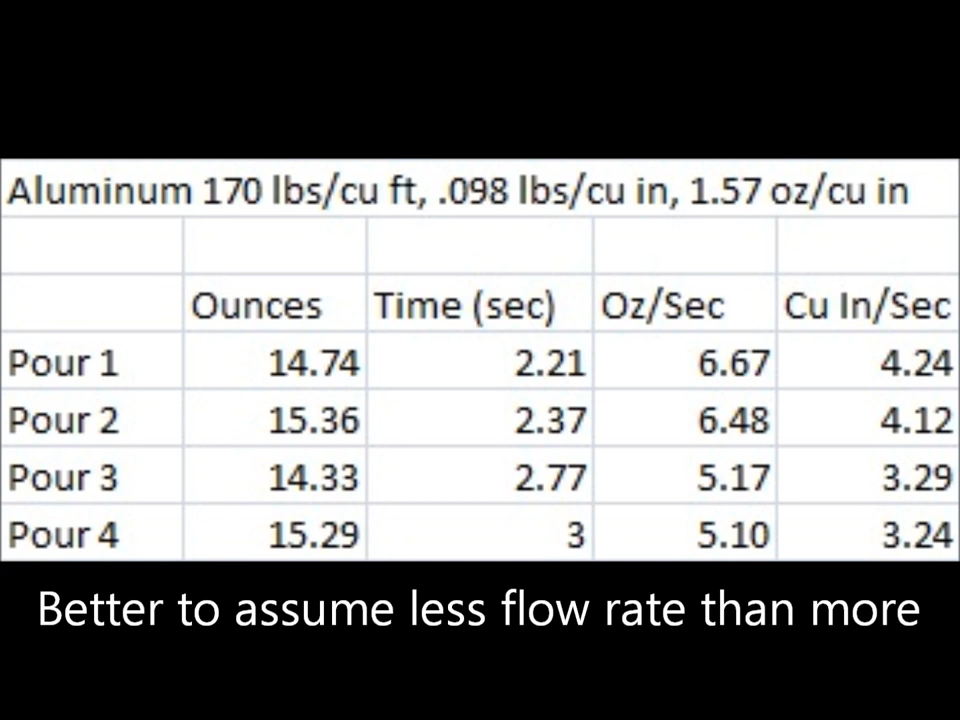 Aluminum 170 lbs/cu ft, .098 lbs/cu in, 1.57 oz/cu in
Ounces Time (sec) Oz/Sec Cu In/Sec
Pour 1 14.74 2.21 6.67 4.24
Pour 2 15.36 2.37 6.48 4.12
Pour 3 14.33 2.77 5.17 3.29
Pour 4 15.29 3 5.10 3.24
Better to assume less flow rate than more